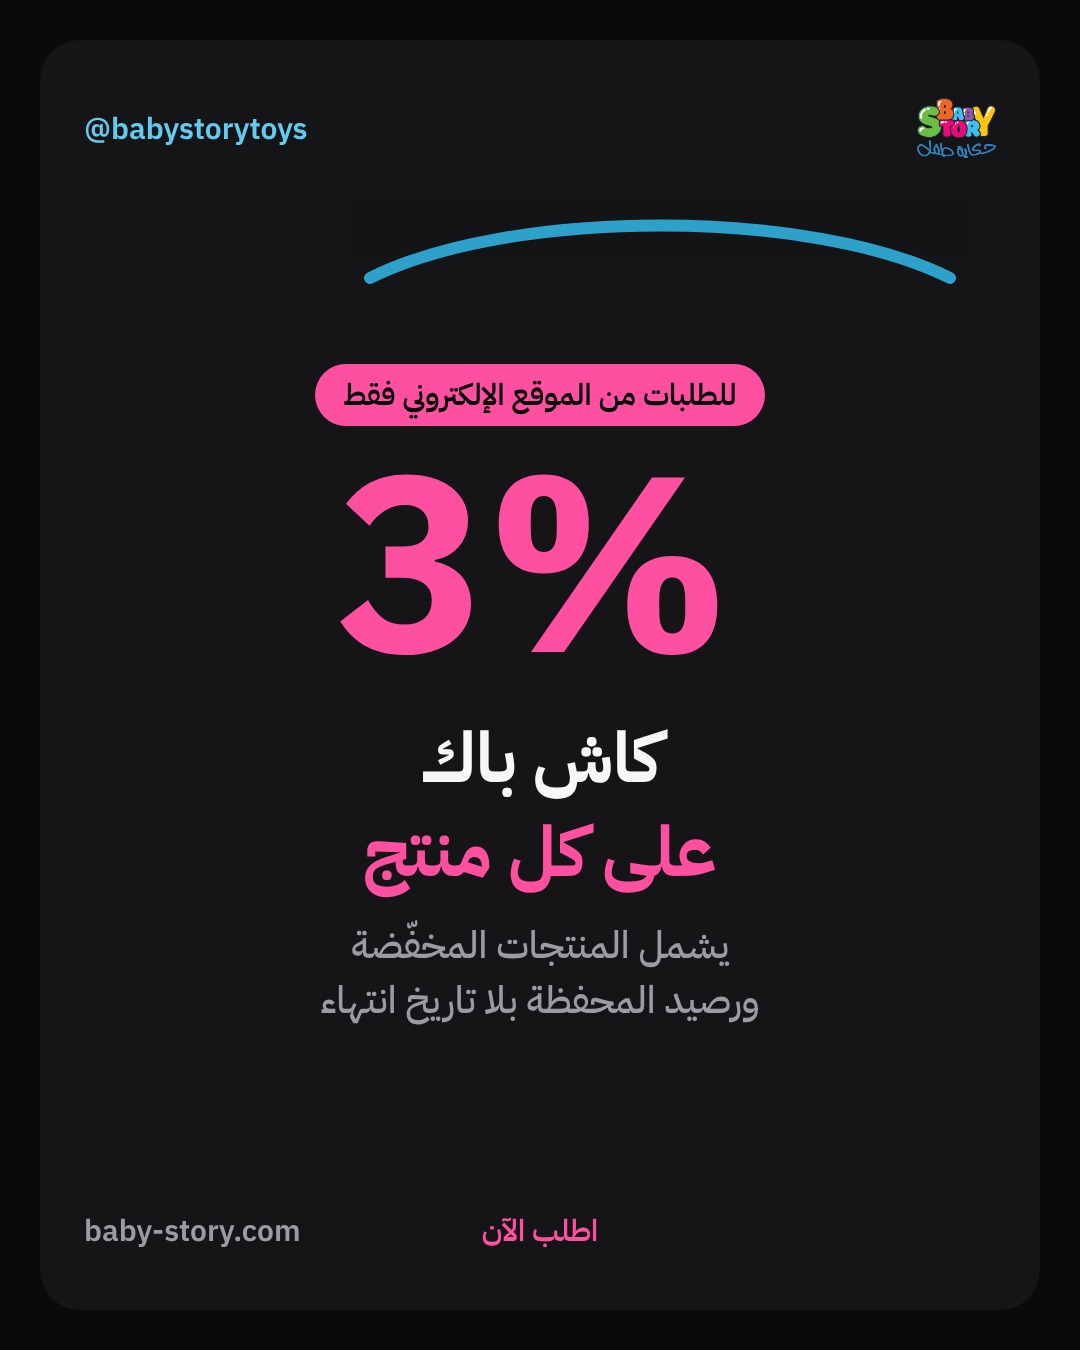 @babystorytoys
BABY STORY
حكاية طفل
للطلبات من الموقع الإلكتروني فقط
3%
كاش باك
على كل منتج
يشمل المنتجات المخفّضة
ورصيد المحفظة بلا تاريخ انتهاء
baby-story.com
اطلب الآن